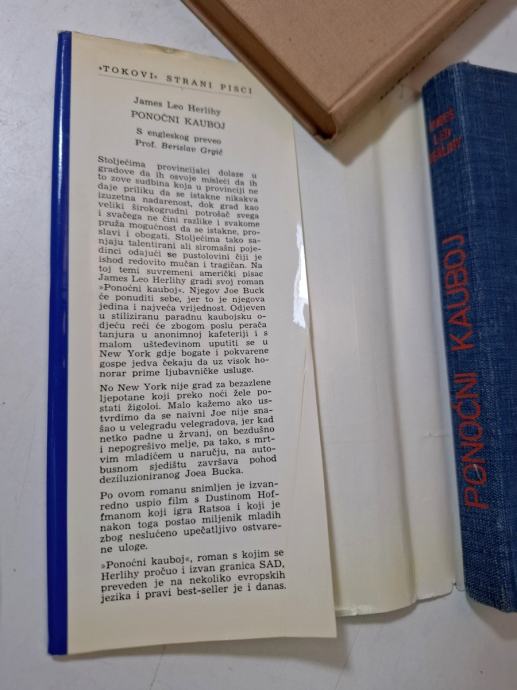 »TOKOVI« STRANI PISCI
James Leo Herlihy
PONOĆNI KAUBOJ
S engleskog preveo
Prof. Berislav Grgić
Stoljećima provincijalci dolaze u
gradove da ih osvoje misleći da ih
to zove sudbina koja u provinciji ne
daje priliku da se istakne nikakva
izuzetna nadarenost, dok grad kao
veliki širokogrudni potrošač svega
i svačega ne čini razlike i svakome
pruža mogućnost da se istakne, pro-
slavi i obogati. Stoljećima tako sa-
njaju talentirani ali siromašni poje-
dinci odajući se pustolovini čiji je
ishod redovito mučan i tragičan. Na
toj temi suvremeni američki pisac
James Leo Herlihy gradi svoj roman
»Ponoćni kauboj«. Njegov Joe Buck
će ponuditi sebe, jer to je njegova
jedina i najveća vrijednost. Odjeven
u stiliziranu paradnu kaubojsku o-
djeću reći će zbogom poslu perača
tanjura u anonimnoj kafeteriji i s
malom ušteđevinom uputiti se u
New York gdje bogate i pokvarene
gospe jedva čekaju da uz visok ho-
norar prime ljubavničke usluge.
No New York nije grad za bezazlene
ljepotane koji preko noći žele po-
stati žigoloi. Malo kažemo ako us-
tvrdimo da se naivni Joe nije sna-
šao u velegradu velegradova, jer kad
netko padne u žrvanj, on bezdušno
i nepogrešivo melje, pa tako, s mrt-
vim mladićem u naručju, na auto-
busnom sjedištu završava pohod
deziluzioniranog Joea Bucka.
Po ovom romanu snimljen je izvan-
redno uspio film s Dustinom Hof-
fmanom koji igra Ratsoa i koji je
nakon toga postao miljenik mladih
zbog neslućeno upečatljivo ostvare-
ne uloge.
»Ponoćni kauboj«, roman s kojim se
Herlihy pročuo i izvan granica SAD,
preveden je na nekoliko evropskih
jezika i pravi best-seller je i danas.
JAMES
LEO
HERLIHY
PONOĆNI KAUBOJ